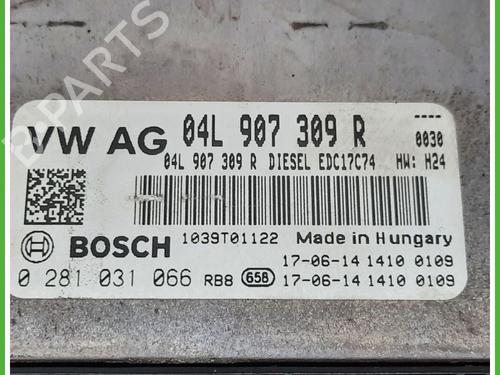 B-PARTS
----
VW AG 04L 907 309 R 0030
04L 907 309 R DIESEL EDC17C74 HW: H24
BOSCH 1039T01122 Made in Hungary
17-06-14 1410 0109
0 281 031 066 RB8 658 17-06-14 1410 0109